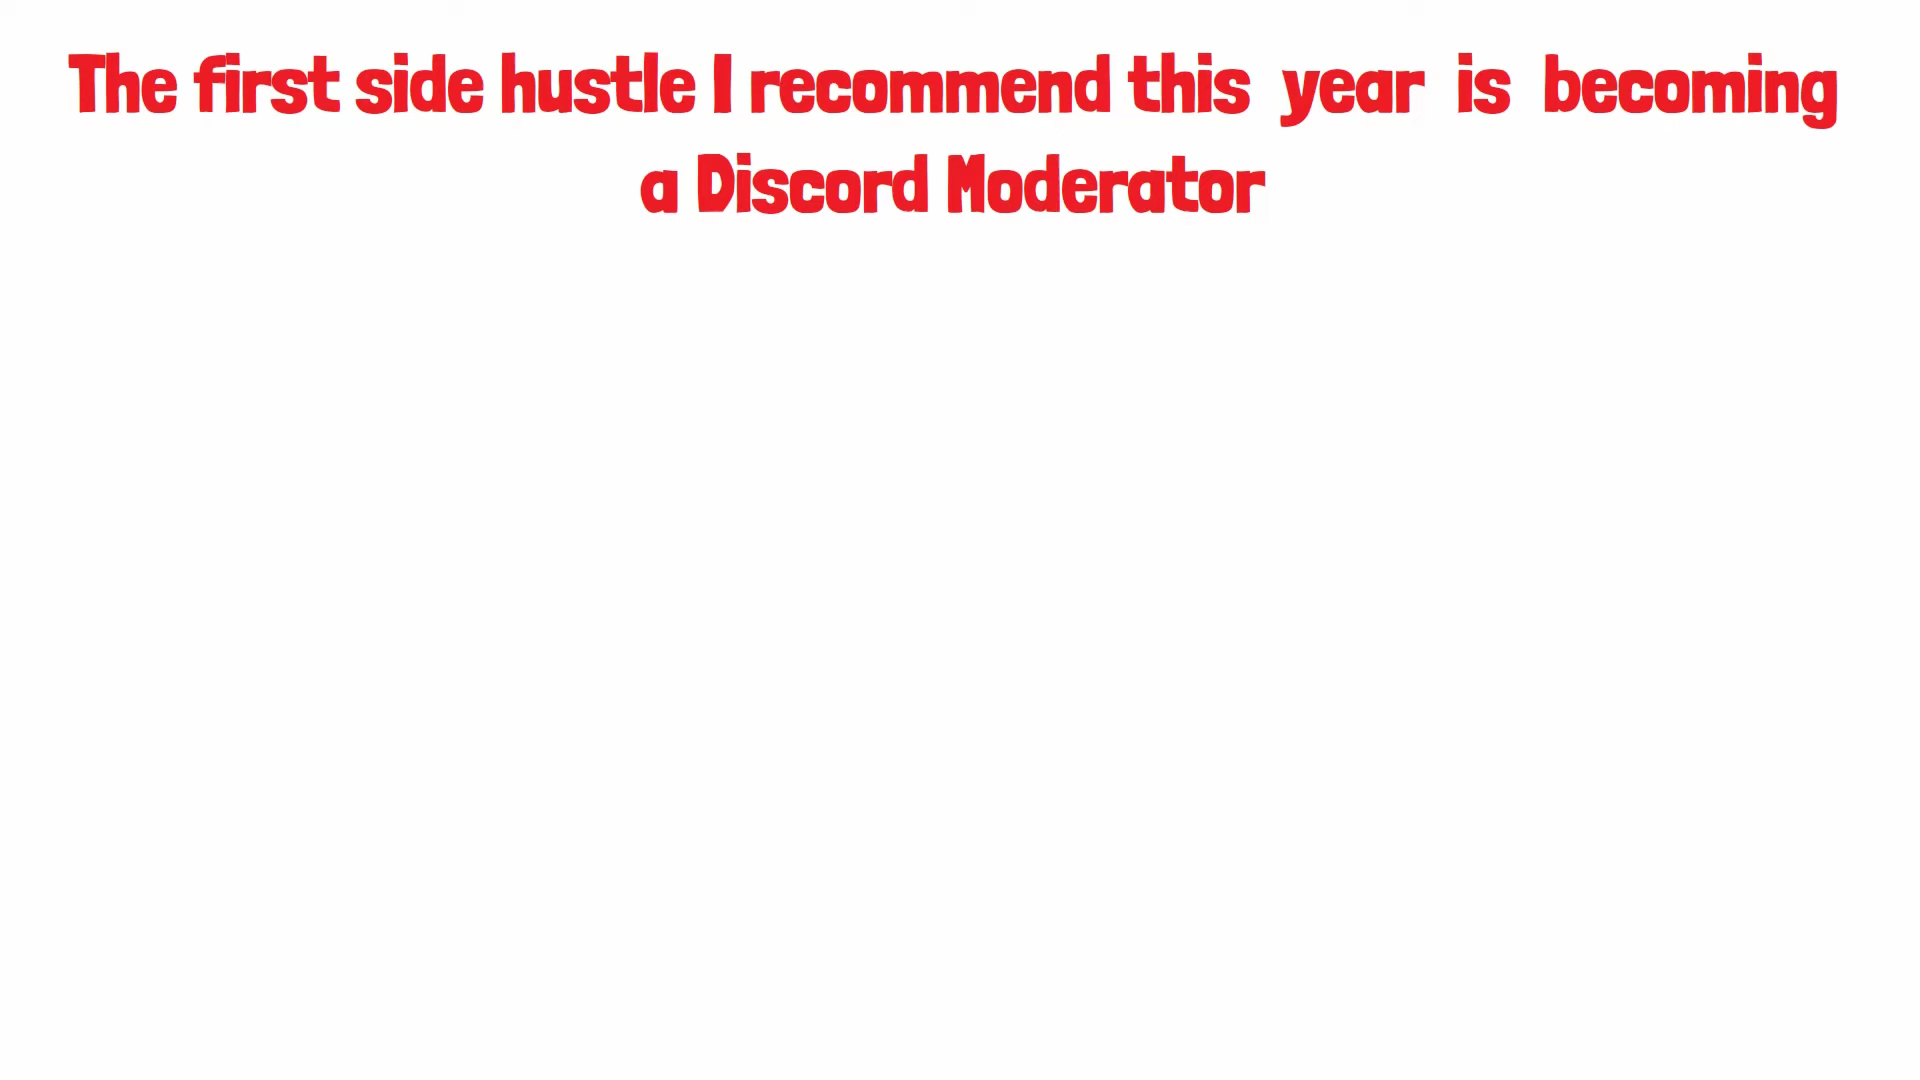 The first side hustle I recommend this year is becoming
a Discord Moderator